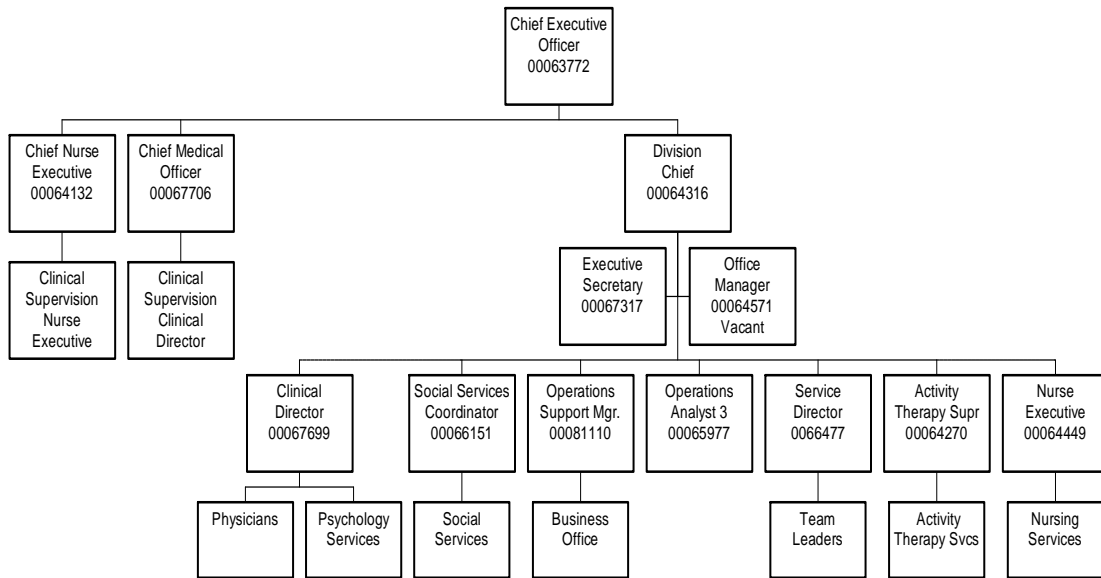 Chief Executive
Officer
00063772
Chief Nurse
Executive
00064132
Chief Medical
Officer
00067706
Division
Chief
00064316
Clinical
Supervision
Nurse
Executive
Clinical
Supervision
Clinical
Director
Executive
Secretary
00067317
Office
Manager
00064571
Vacant
Clinical
Director
00067699
Social Services
Coordinator
00066151
Operations
Support Mgr.
00081110
Operations
Analyst 3
00065977
Service
Director
0066477
Activity
Therapy Supr
00064270
Nurse
Executive
00064449
Physicians
Psychology
Services
Social
Services
Business
Office
Team
Leaders
Activity
Therapy Svcs
Nursing
Services